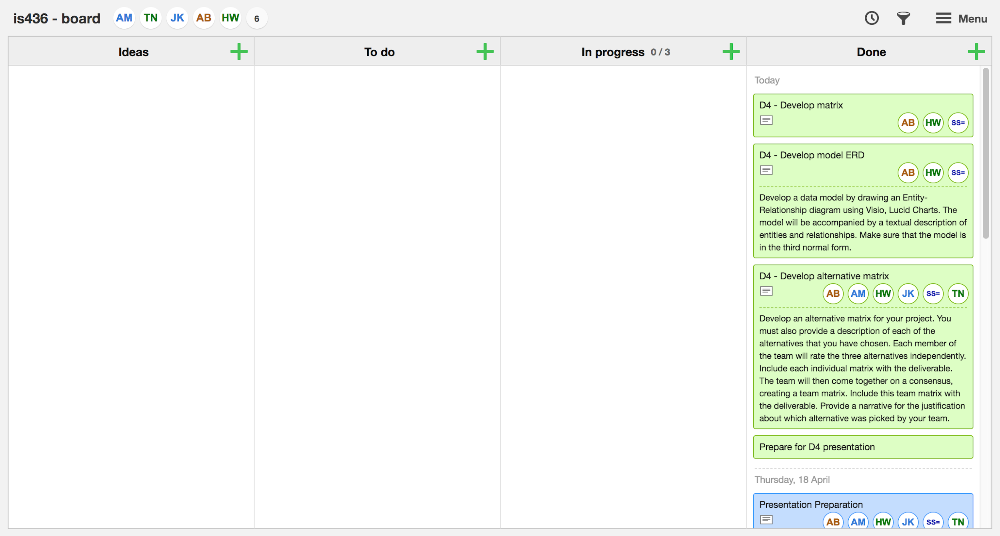 is436 - board AM TN JK AB HW 6 Menu
Ideas
To do
In progress 0 / 3
Done
Today
D4 - Develop matrix
AB HW SS=
D4 - Develop model ERD
AB HW SS=
Develop a data model by drawing an Entity-
Relationship diagram using Visio, Lucid Charts. The
model will be accompanied by a textual description of
entities and relationships. Make sure that the model is
in the third normal form.
D4 - Develop alternative matrix
AB AM HW JK SS= TN
Develop an alternative matrix for your project. You
must also provide a description of each of the
alternatives that you have chosen. Each member of
the team will rate the three alternatives independently.
Include each individual matrix with the deliverable.
The team will then come together on a consensus,
creating a team matrix. Include this team matrix with
the deliverable. Provide a narrative for the justification
about which alternative was picked by your team.
Prepare for D4 presentation
Thursday, 18 April
Presentation Preparation
AB AM HW JK SS= TN